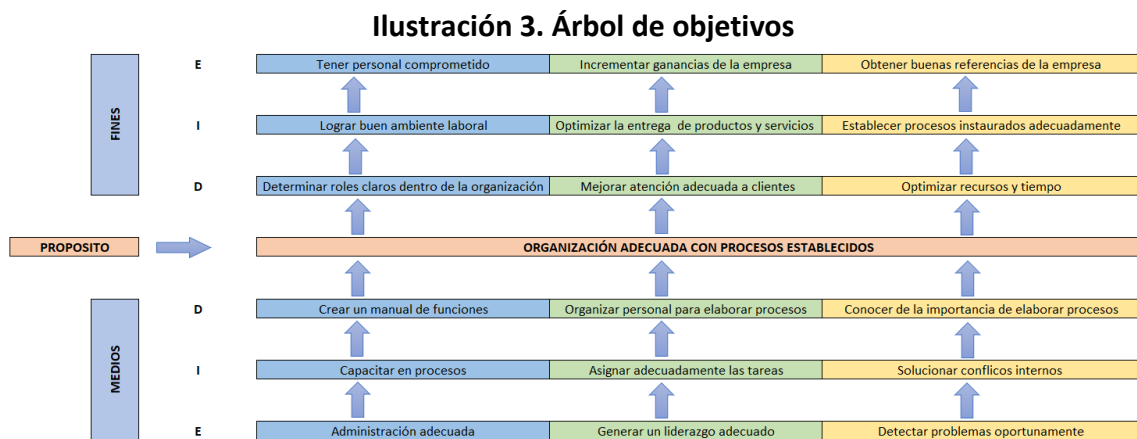 Ilustración 3. Árbol de objetivos
FINES
E
Tener personal comprometido
Incrementar ganancias de la empresa
Obtener buenas referencias de la empresa
I
Lograr buen ambiente laboral
Optimizar la entrega de productos y servicios
Establecer procesos instaurados adecuadamente
D
Determinar roles claros dentro de la organización
Mejorar atención adecuada a clientes
Optimizar recursos y tiempo
PROPOSITO
ORGANIZACIÓN ADECUADA CON PROCESOS ESTABLECIDOS
MEDIOS
D
Crear un manual de funciones
Organizar personal para elaborar procesos
Conocer de la importancia de elaborar procesos
I
Capacitar en procesos
Asignar adecuadamente las tareas
Solucionar conflicos internos
E
Administración adecuada
Generar un liderazgo adecuado
Detectar problemas oportunamente